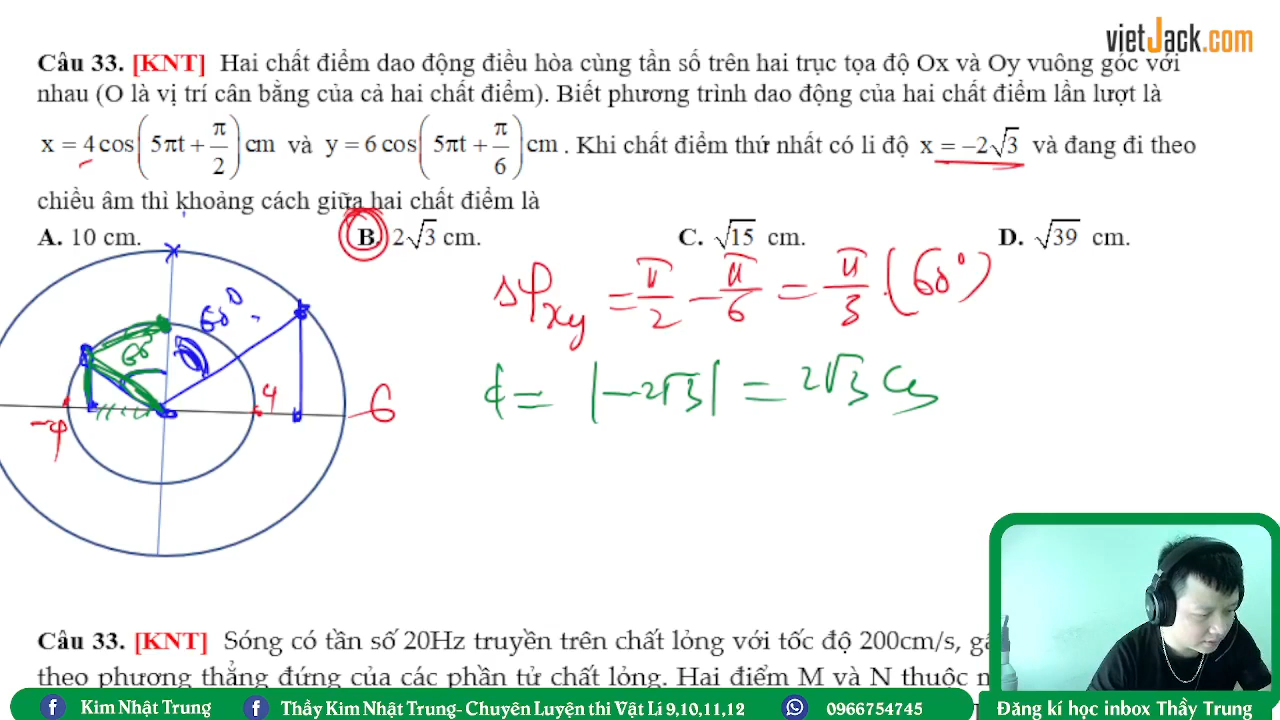 vietJack.com
Câu 33. [KNT] Hai chất điểm dao động điều hòa cùng tần số trên hai trục tọa độ Ox và Oy vuông góc với
nhau (O là vị trí cân bằng của cả hai chất điểm). Biết phương trình dao động của hai chất điểm lần lượt là
x = 4cos(5πt + π/2) cm và y = 6cos(5πt + π/6) cm. Khi chất điểm thứ nhất có li độ x = −2√3 và đang đi theo
chiều âm thì khoảng cách giữa hai chất điểm là
A. 10 cm. B. 2√3 cm. C. √15 cm. D. √39 cm.
Δφxy = π/2 − π/6 = π/3 (60°)
60°
60°
= |−2√3| = 2√3 cm
-4 4 6
Câu 33. [KNT] Sóng có tần số 20Hz truyền trên chất lỏng với tốc độ 200cm/s,
theo phương thẳng đứng của các phần tử chất lỏng. Hai điểm M và N thuộc
Kim Nhật Trung Thầy Kim Nhật Trung- Chuyên Luyện thi Vật Lí 9,10,11,12 0966754745 Đăng kí học inbox Thầy Trung